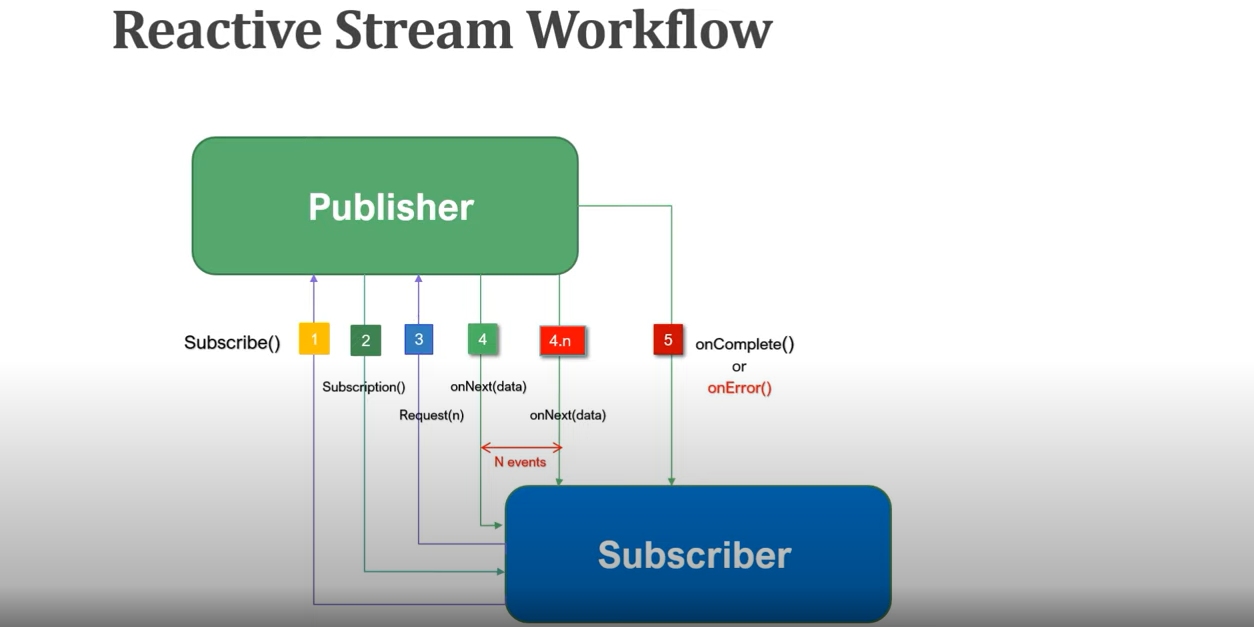 Reactive Stream Workflow
Publisher
Subscribe()
1
2
3
4
4.n
5
onComplete()
or
onError()
Subscription()
onNext(data)
Request(n)
onNext(data)
N events
Subscriber